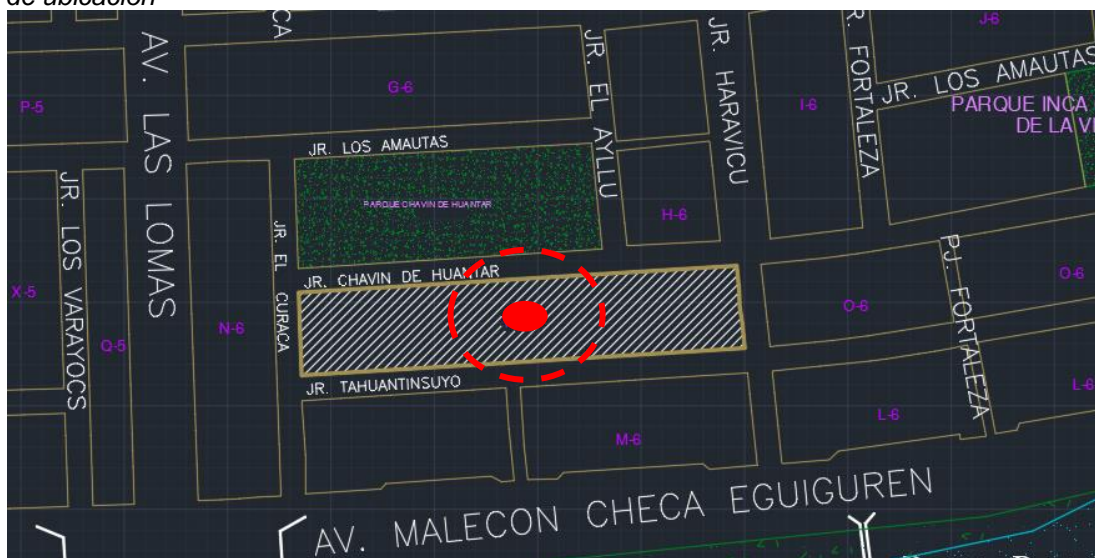 de ubicación
CA
J-6
AV. LAS LOMAS
JR. EL AYLLU
JR. HARAVICU
JR. FORTALEZA
JR. LOS AMAUTAS
P-5
G-6
I-6
PARQUE INCA
DE LA VI
JR. LOS AMAUTAS
JR. LOS VARAYOCS
PARQUE CHAVIN DE HUANTAR
H-6
JR. EL CURACA
JR. CHAVIN DE HUANTAR
PJ. FORTALEZA
X-5
Q-5
N-6
O-6
O-6
JR. TAHUANTINSUYO
L-6
M-6
L-6
AV. MALECON CHECA EGUIGUREN